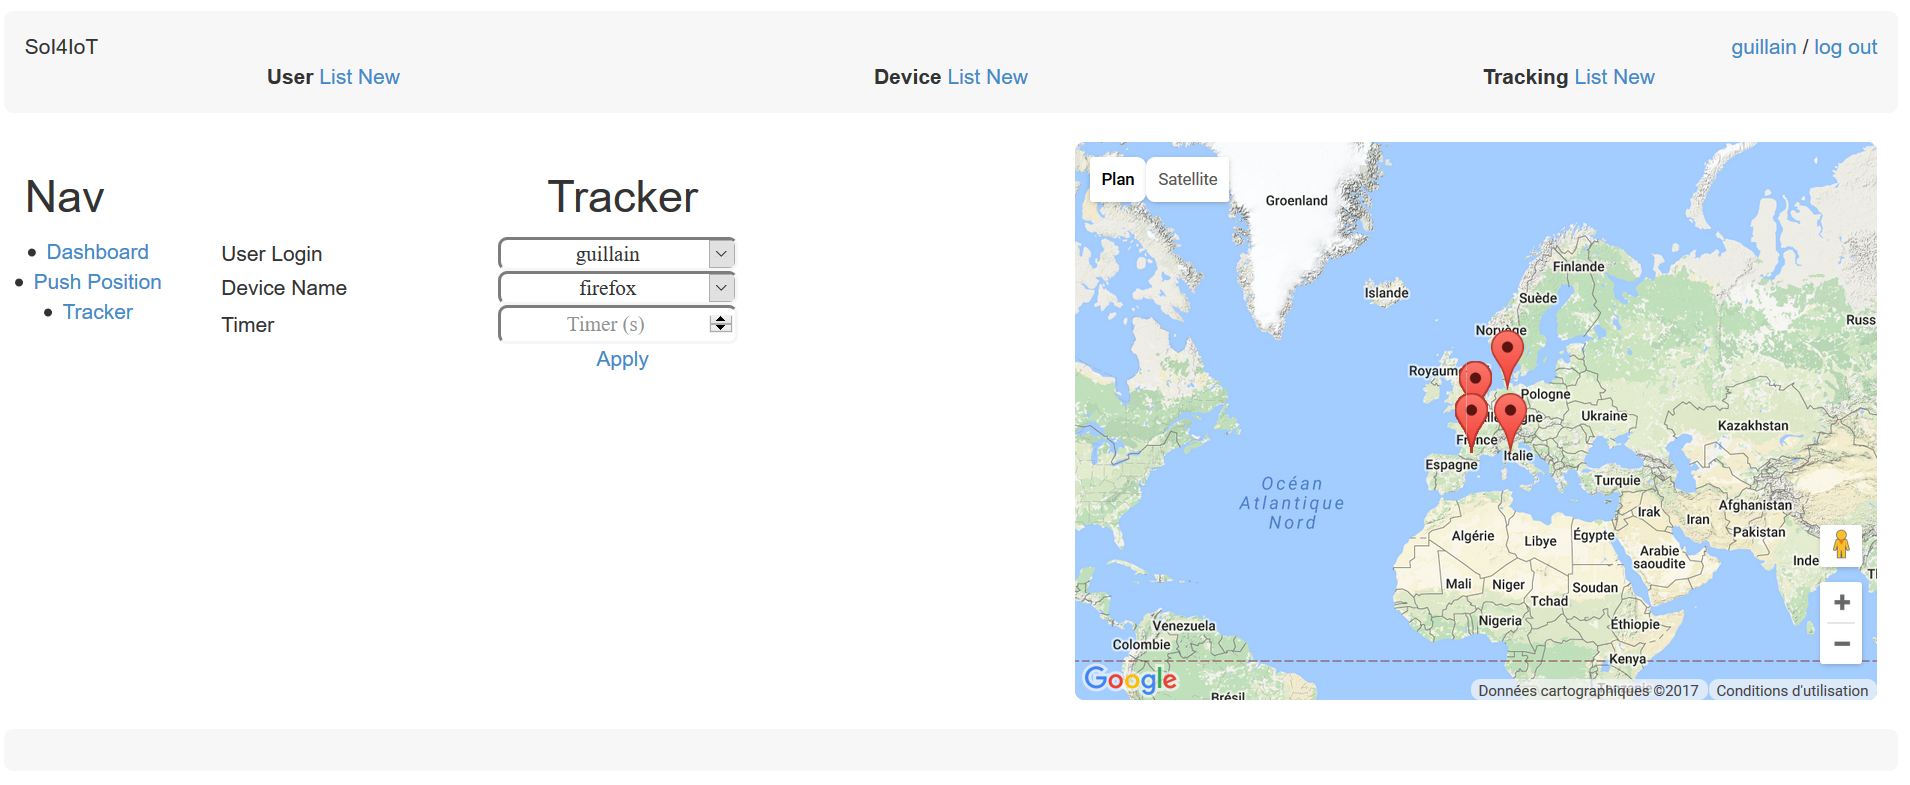 Sol4IoT
guillain / log out
User List New
Device List New
Tracking List New
Nav
Dashboard
Push Position
Tracker
Tracker
User Login
guillain
Device Name
firefox
Timer
Timer (s)
Apply
Plan
Satellite
Groenland
Islande
Finlande
Suède
Norvège
Russ
Royaum
Pologne
Ukraine
Kazakhstan
France
Italie
Espagne
Turquie
Océan
Atlantique
Nord
Afghanistan
Irak
Iran
Pakistan
Algérie
Libye
Égypte
Arabie
saoudite
Inde
Mali
Niger
Soudan
Tchad
Nigeria
Éthiopie
Venezuela
Colombie
Kenya
Brésil
Google
Données cartographiques ©2017
Conditions d'utilisation